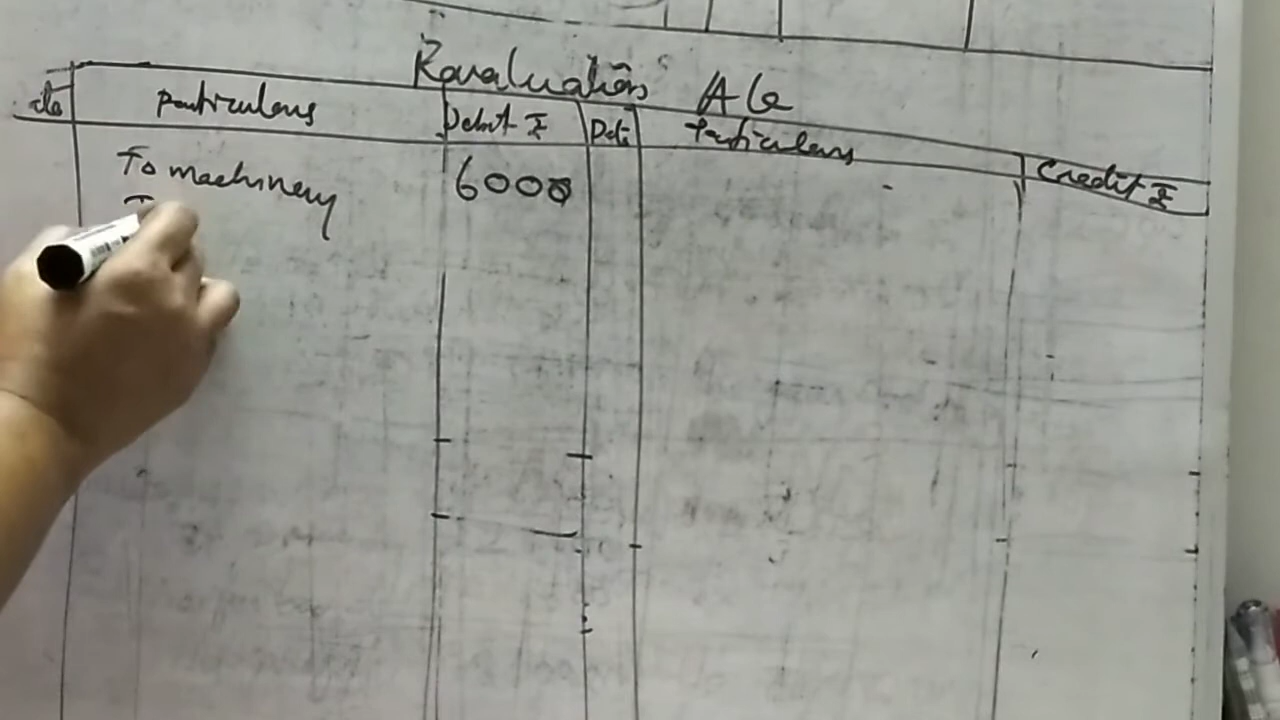 Revaluation A/c
date particulars Debit ₹ Date Particulars Credit ₹
To machinery 6000
T